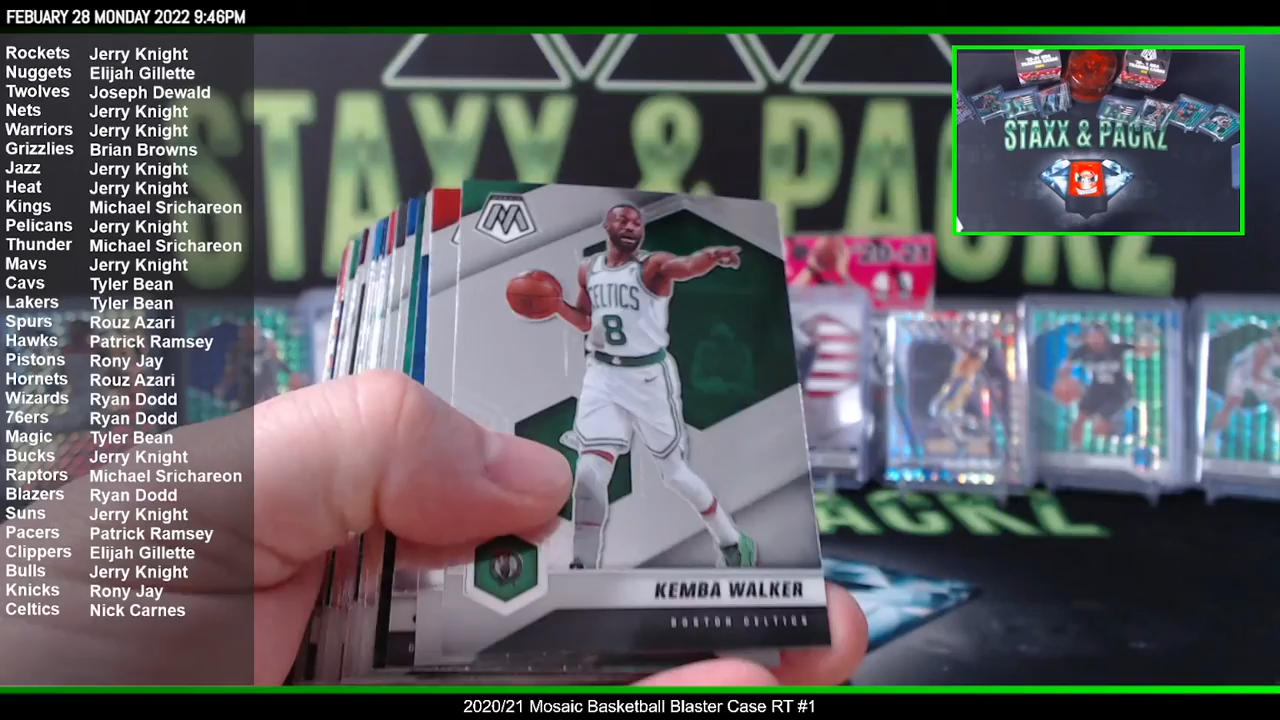 FEBUARY 28 MONDAY 2022 9:46PM
Rockets Jerry Knight
Nuggets Elijah Gillette
Twolves Joseph Dewald
Nets Jerry Knight
Warriors Jerry Knight
Grizzlies Brian Browns
Jazz Jerry Knight
Heat Jerry Knight
Kings Michael Srichareon
Pelicans Jerry Knight
Thunder Michael Srichareon
Mavs Jerry Knight
Cavs Tyler Bean
Lakers Tyler Bean
Spurs Rouz Azari
Hawks Patrick Ramsey
Pistons Rony Jay
Hornets Rouz Azari
Wizards Ryan Dodd
76ers Ryan Dodd
Magic Tyler Bean
Bucks Jerry Knight
Raptors Michael Srichareon
Blazers Ryan Dodd
Suns Jerry Knight
Pacers Patrick Ramsey
Clippers Elijah Gillette
Bulls Jerry Knight
Knicks Rony Jay
Celtics Nick Carnes
STAXX & PACKZ
STAXX & PACKZ
'20-21
CELTICS
8
KEMBA WALKER
BOSTON CELTICS
PACKZ
2020/21 Mosaic Basketball Blaster Case RT #1